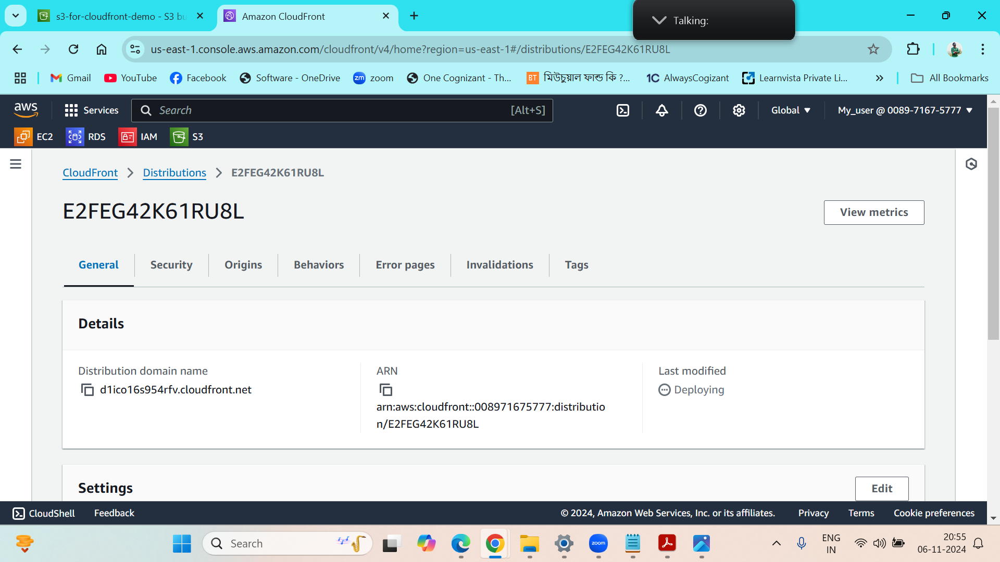 s3-for-cloudfront-demo - S3 bu
Amazon CloudFront
Talking:
us-east-1.console.aws.amazon.com/cloudfront/v4/home?region=us-east-1#/distributions/E2FEG42K61RU8L
Gmail
YouTube
Facebook
Software - OneDrive
zm
zoom
One Cognizant - Th...
BT
মিউচুয়াল ফান্ড কি ?...
1C
AlwaysCogizant
Learnvista Private Li...
All Bookmarks
aws
Services
Search
[Alt+S]
Global
My_user @ 0089-7167-5777
EC2
RDS
IAM
S3
CloudFront
Distributions
E2FEG42K61RU8L
E2FEG42K61RU8L
View metrics
General
Security
Origins
Behaviors
Error pages
Invalidations
Tags
Details
Distribution domain name
d1ico16s954rfv.cloudfront.net
ARN
arn:aws:cloudfront::008971675777:distributio
n/E2FEG42K61RU8L
Last modified
Deploying
Settings
Edit
CloudShell
Feedback
© 2024, Amazon Web Services, Inc. or its affiliates.
Privacy
Terms
Cookie preferences
Search
zoom
ENG
IN
20:55
06-11-2024